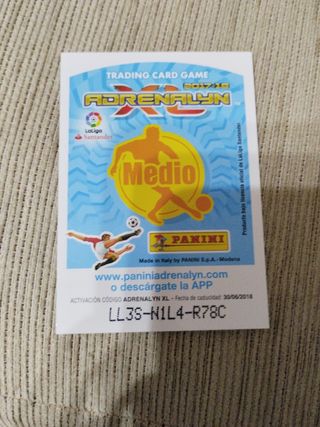 TRADING CARD GAME
2017/18
ADRENALYN
XL
LaLiga
Santander
Medio
Producto bajo licencia oficial de LaLiga Santander
PANINI
Made in Italy by PANINI S.p.A. - Modena
www.paniniadrenalyn.com
o descárgate la APP
ACTIVACIÓN CÓDIGO ADRENALYN XL - Fecha de caducidad: 30/06/2018
LL3S-N1L4-R78C